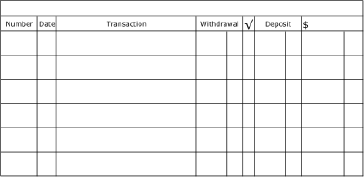 Number Date Transaction Withdrawal √ Deposit $